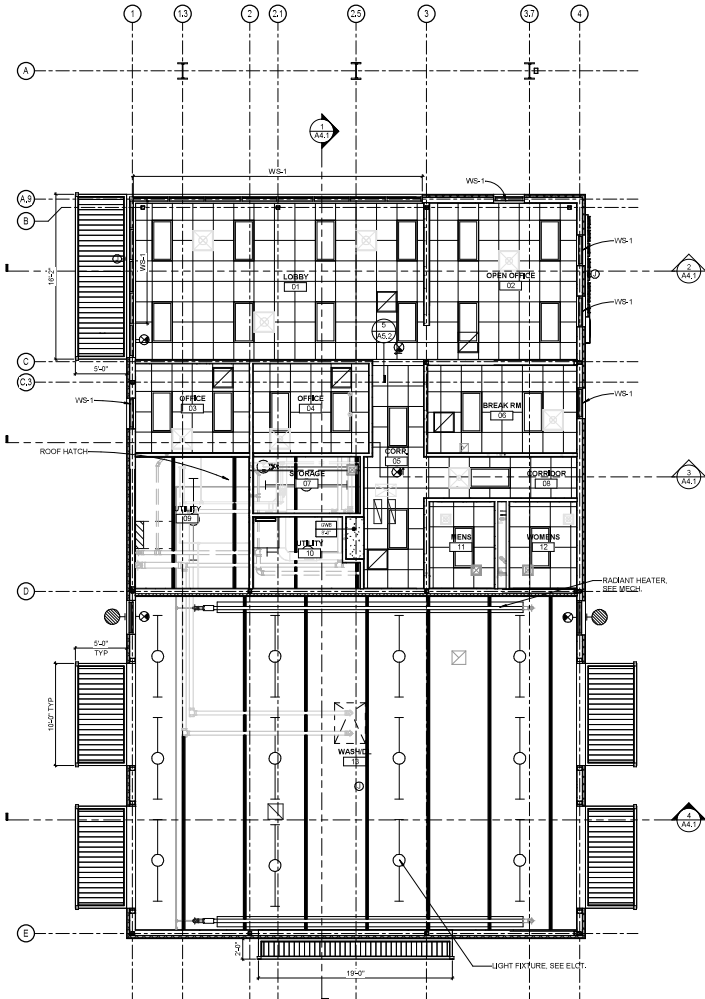 1 1.3 2 2.1 2.5 3 3.7 4
A
1
A4.1
WS-1
WS-1
A.9
B
WS-1
WS-1
16'-2"
LOBBY
01
OPEN OFFICE
02
2
A4.1
WS-1
5
A5.2
C
5'-0"
C.3
WS-1
OFFICE
03
OFFICE
04
BREAK RM
06
WS-1
ROOF HATCH
CORR.
05
STORAGE
07
CORRIDOR
08
3
A4.1
UTILITY
09
UTILITY
10
MENS
11
WOMENS
12
D
RADIANT HEATER,
SEE MECH.
5'-0"
TYP
10'-0" TYP
WASH/D
13
J
4
A4.1
E
2'-0"
19'-0"
LIGHT FIXTURE, SEE ELCT.